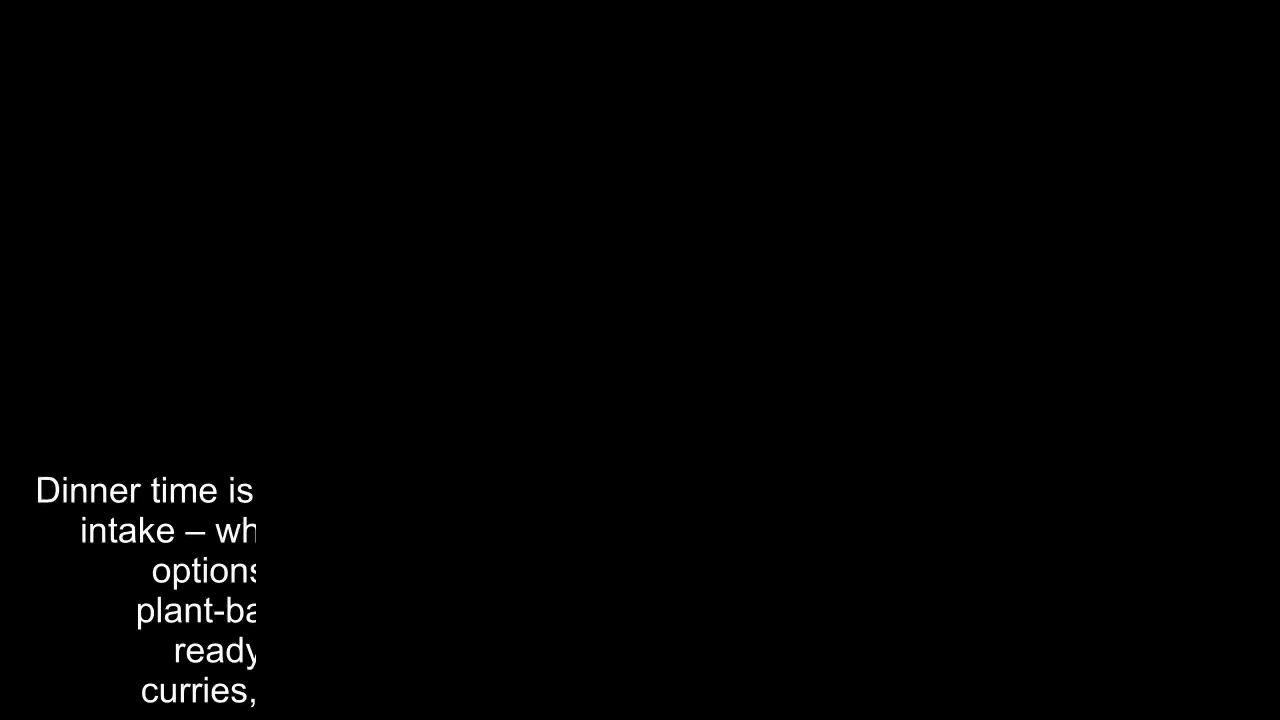 Dinner time is
intake – wh
options
plant-ba
ready
curries,